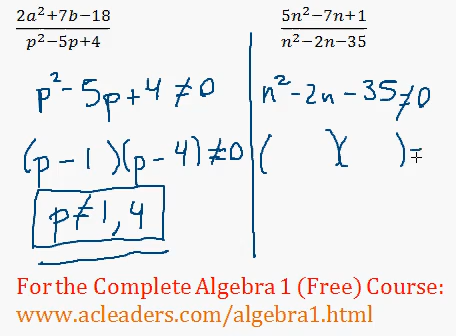 2a²+7b−18
p²−5p+4
p²-5p+4≠0
(p-1)(p-4)≠0
p≠1,4
5n²−7n+1
n²−2n−35
n²-2n-35≠0
(  )(  )=
For the Complete Algebra 1 (Free) Course:
www.acleaders.com/algebra1.html